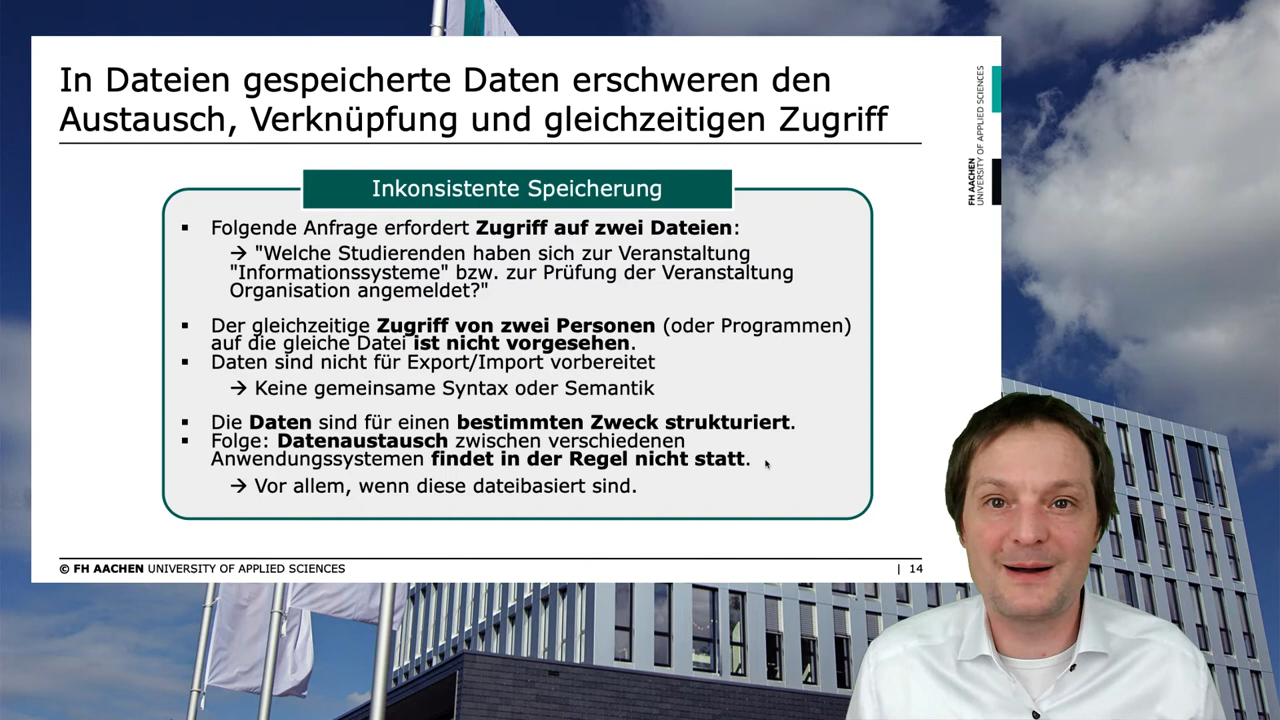 In Dateien gespeicherte Daten erschweren den
Austausch, Verknüpfung und gleichzeitigen Zugriff
FH AACHEN
UNIVERSITY OF APPLIED SCIENCES
Inkonsistente Speicherung
▪ Folgende Anfrage erfordert Zugriff auf zwei Dateien:
→ "Welche Studierenden haben sich zur Veranstaltung
"Informationssysteme" bzw. zur Prüfung der Veranstaltung
Organisation angemeldet?"
▪ Der gleichzeitige Zugriff von zwei Personen (oder Programmen)
auf die gleiche Datei ist nicht vorgesehen.
▪ Daten sind nicht für Export/Import vorbereitet
→ Keine gemeinsame Syntax oder Semantik
▪ Die Daten sind für einen bestimmten Zweck strukturiert.
▪ Folge: Datenaustausch zwischen verschiedenen
Anwendungssystemen findet in der Regel nicht statt.
→ Vor allem, wenn diese dateibasiert sind.
© FH AACHEN UNIVERSITY OF APPLIED SCIENCES
| 14